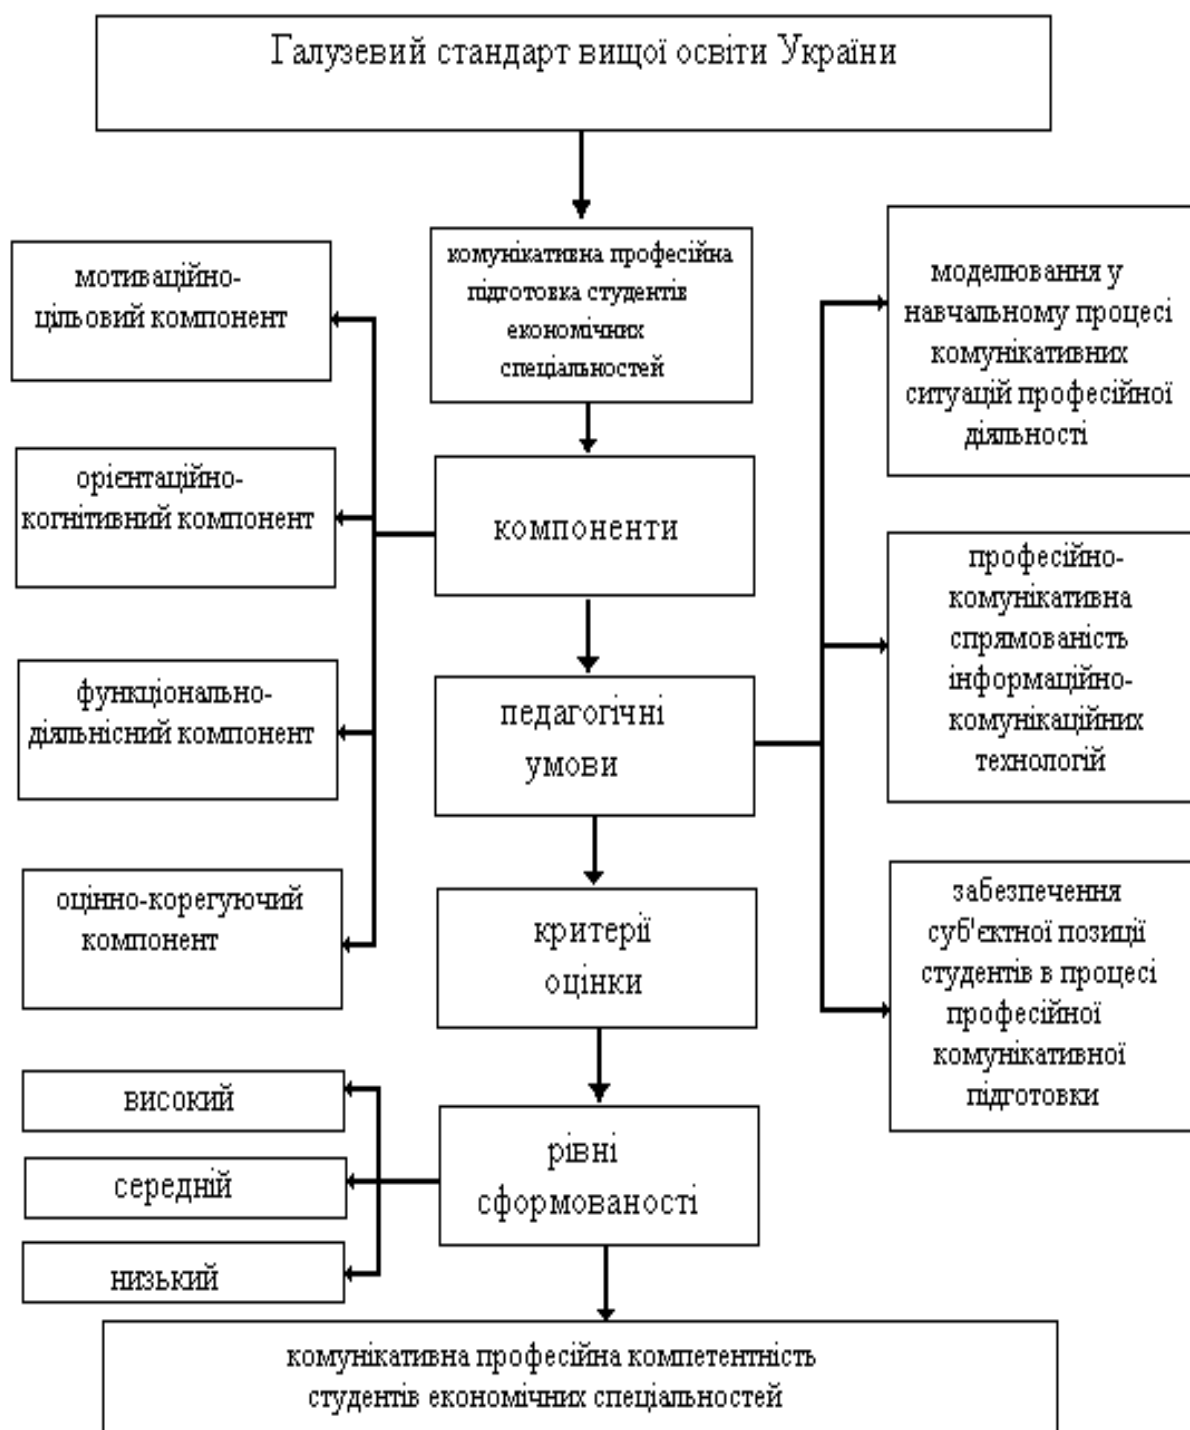 Галузевий стандарт вищої освіти України
комунікативна професійна
підготовка студентів
економічних
спеціальностей
мотиваційно-
цільовий компонент
орієнтаційно-
когнітивний компонент
функціонально-
діяльнісний компонент
оцінно-корегуючий
компонент
компоненти
педагогічні
умови
моделювання у
навчальному процесі
комунікативних
ситуацій професійної
діяльності
професійно-
комунікативна
спрямованість
інформаційно-
комунікаційних
технологій
забезпечення
суб'єктної позиції
студентів в процесі
професійної
комунікативної
підготовки
критерії
оцінки
рівні
сформованості
високий
середній
низький
комунікативна професійна компетентність
студентів економічних спеціальностей